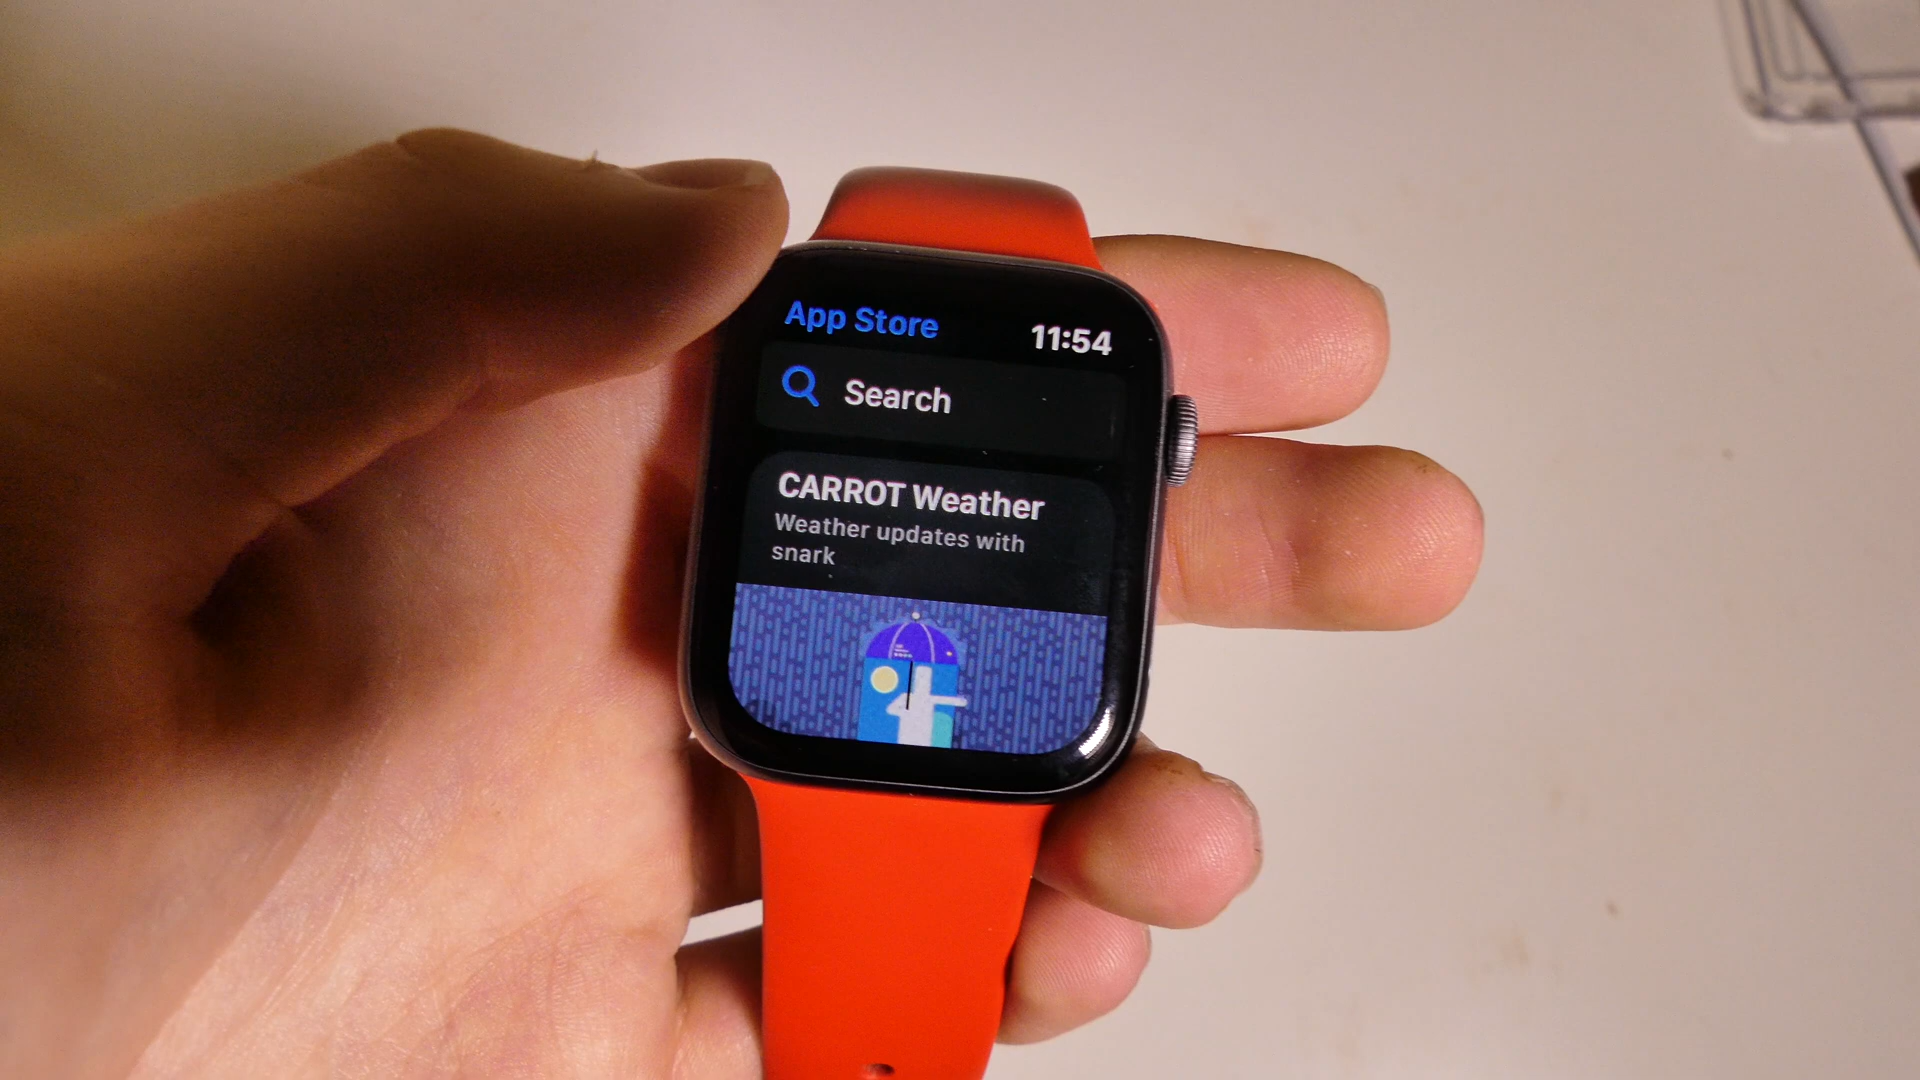 App Store
11:54
Search
CARROT Weather
Weather updates with
snark